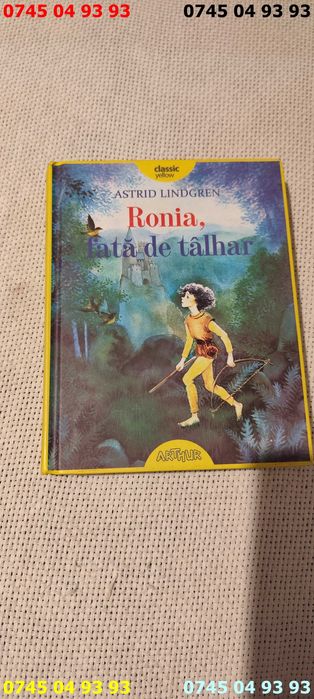 0745 04 93 93 0745 04 93 93
classic
yellow
ASTRID LINDGREN
Ronia,
fată de tâlhar
ARTHUR
0745 04 93 93 0745 04 93 93